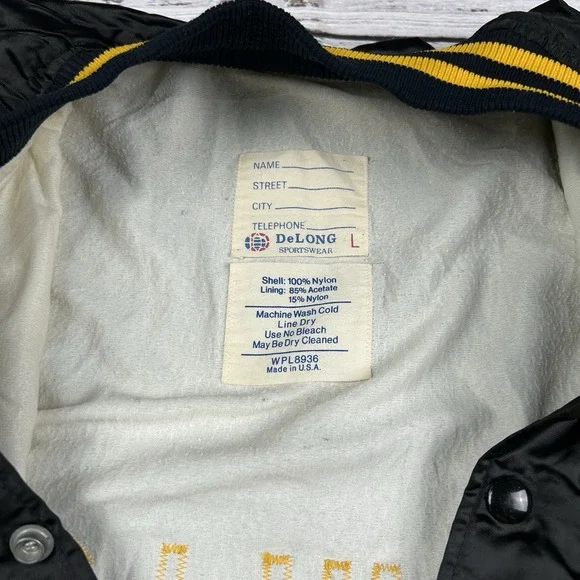 NAME
STREET
CITY
TELEPHONE
DeLONG L
SPORTSWEAR
Shell: 100% Nylon
Lining: 85% Acetate
15% Nylon
Machine Wash Cold
Line Dry
Use No Bleach
May Be Dry Cleaned
WPL8936
Made in U.S.A.